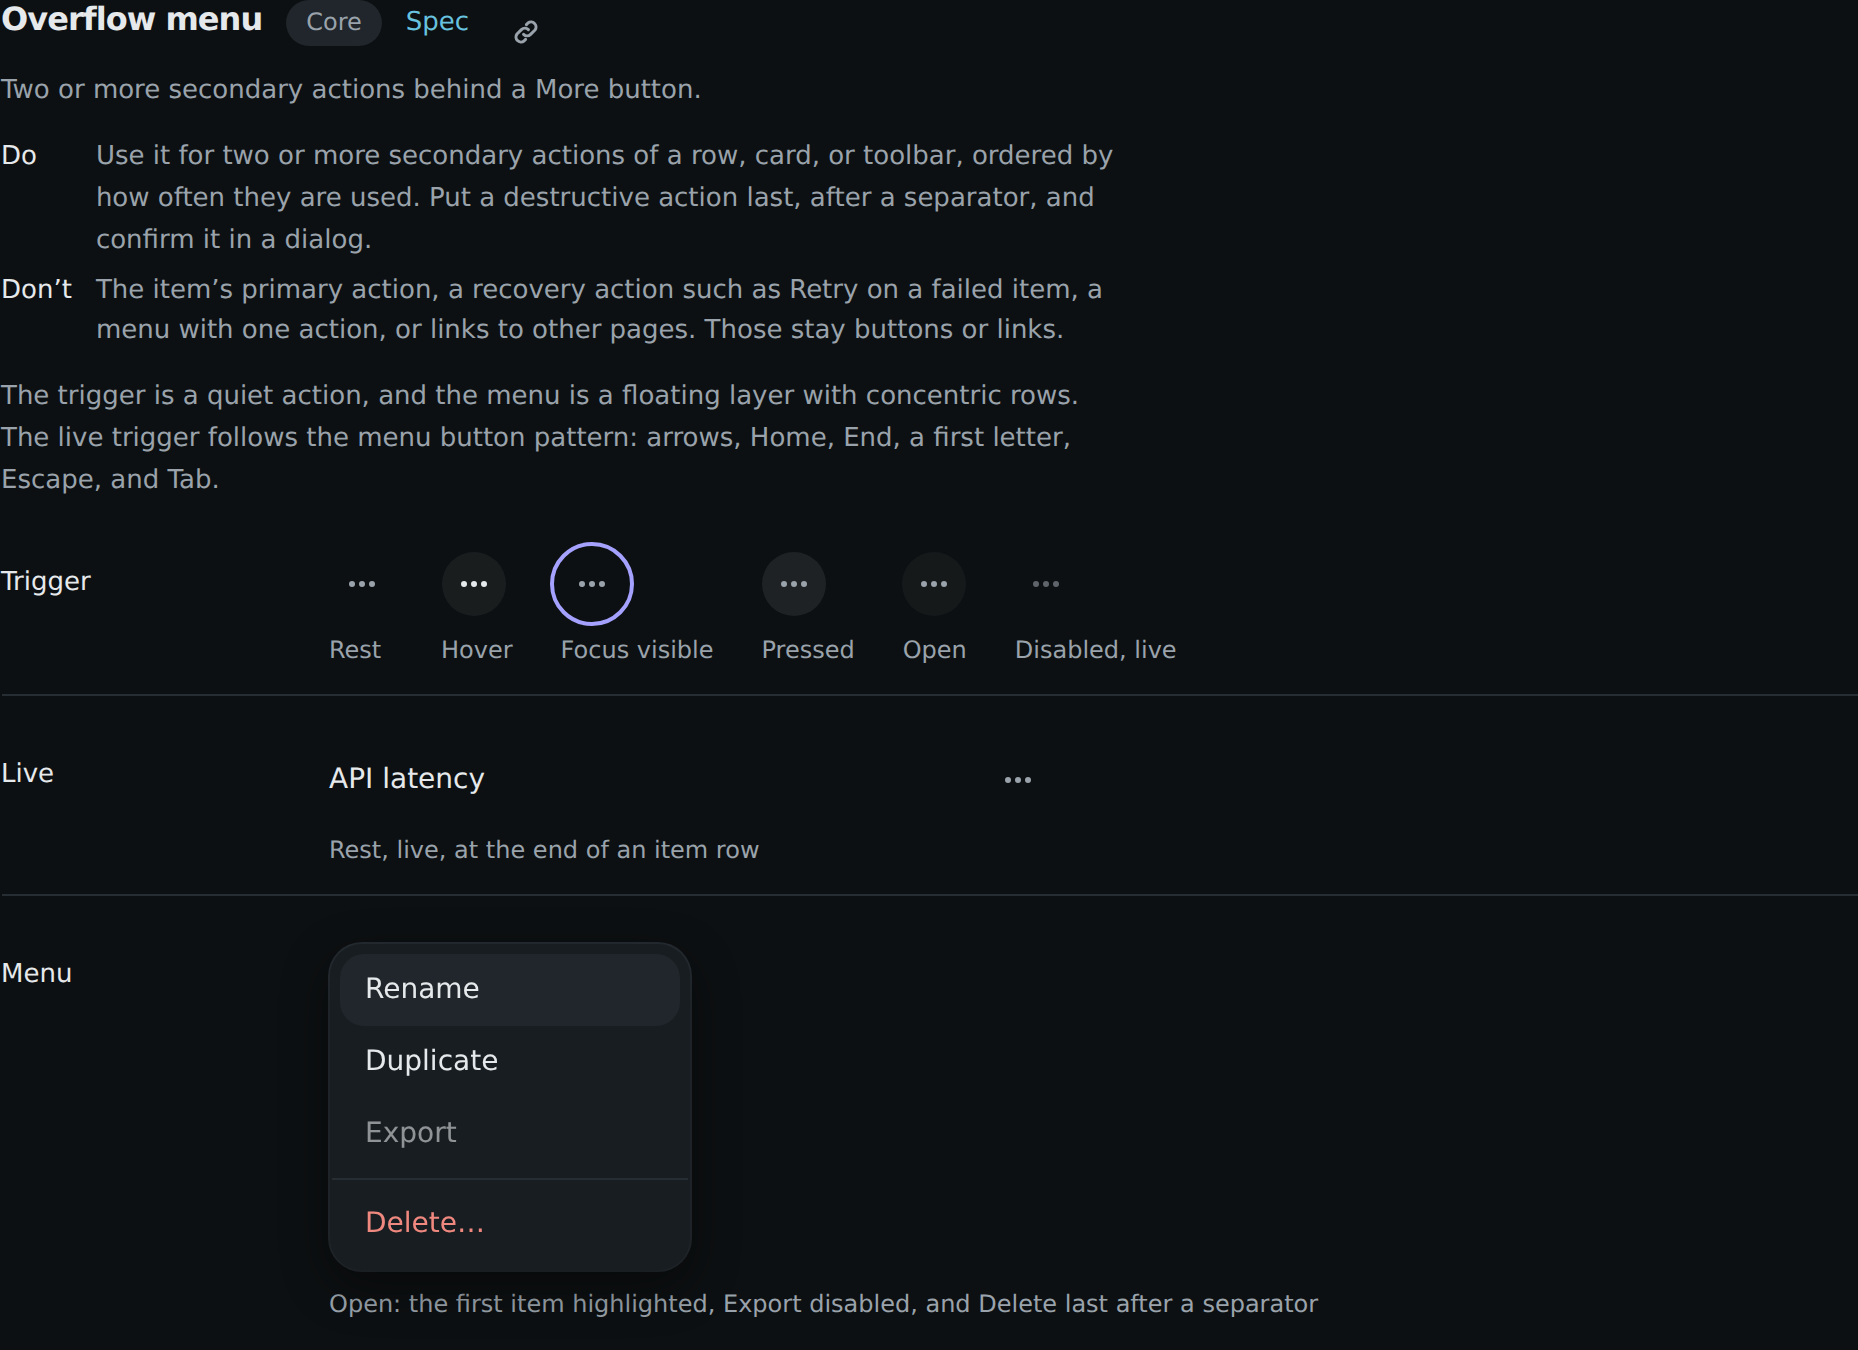 Overflow menu Core Spec
Two or more secondary actions behind a More button.
Do Use it for two or more secondary actions of a row, card, or toolbar, ordered by
how often they are used. Put a destructive action last, after a separator, and
confirm it in a dialog.
Don’t The item’s primary action, a recovery action such as Retry on a failed item, a
menu with one action, or links to other pages. Those stay buttons or links.
The trigger is a quiet action, and the menu is a floating layer with concentric rows.
The live trigger follows the menu button pattern: arrows, Home, End, a first letter,
Escape, and Tab.
Trigger
Rest Hover Focus visible Pressed Open Disabled, live
Live API latency
Rest, live, at the end of an item row
Menu
Rename
Duplicate
Export
Delete…
Open: the first item highlighted, Export disabled, and Delete last after a separator